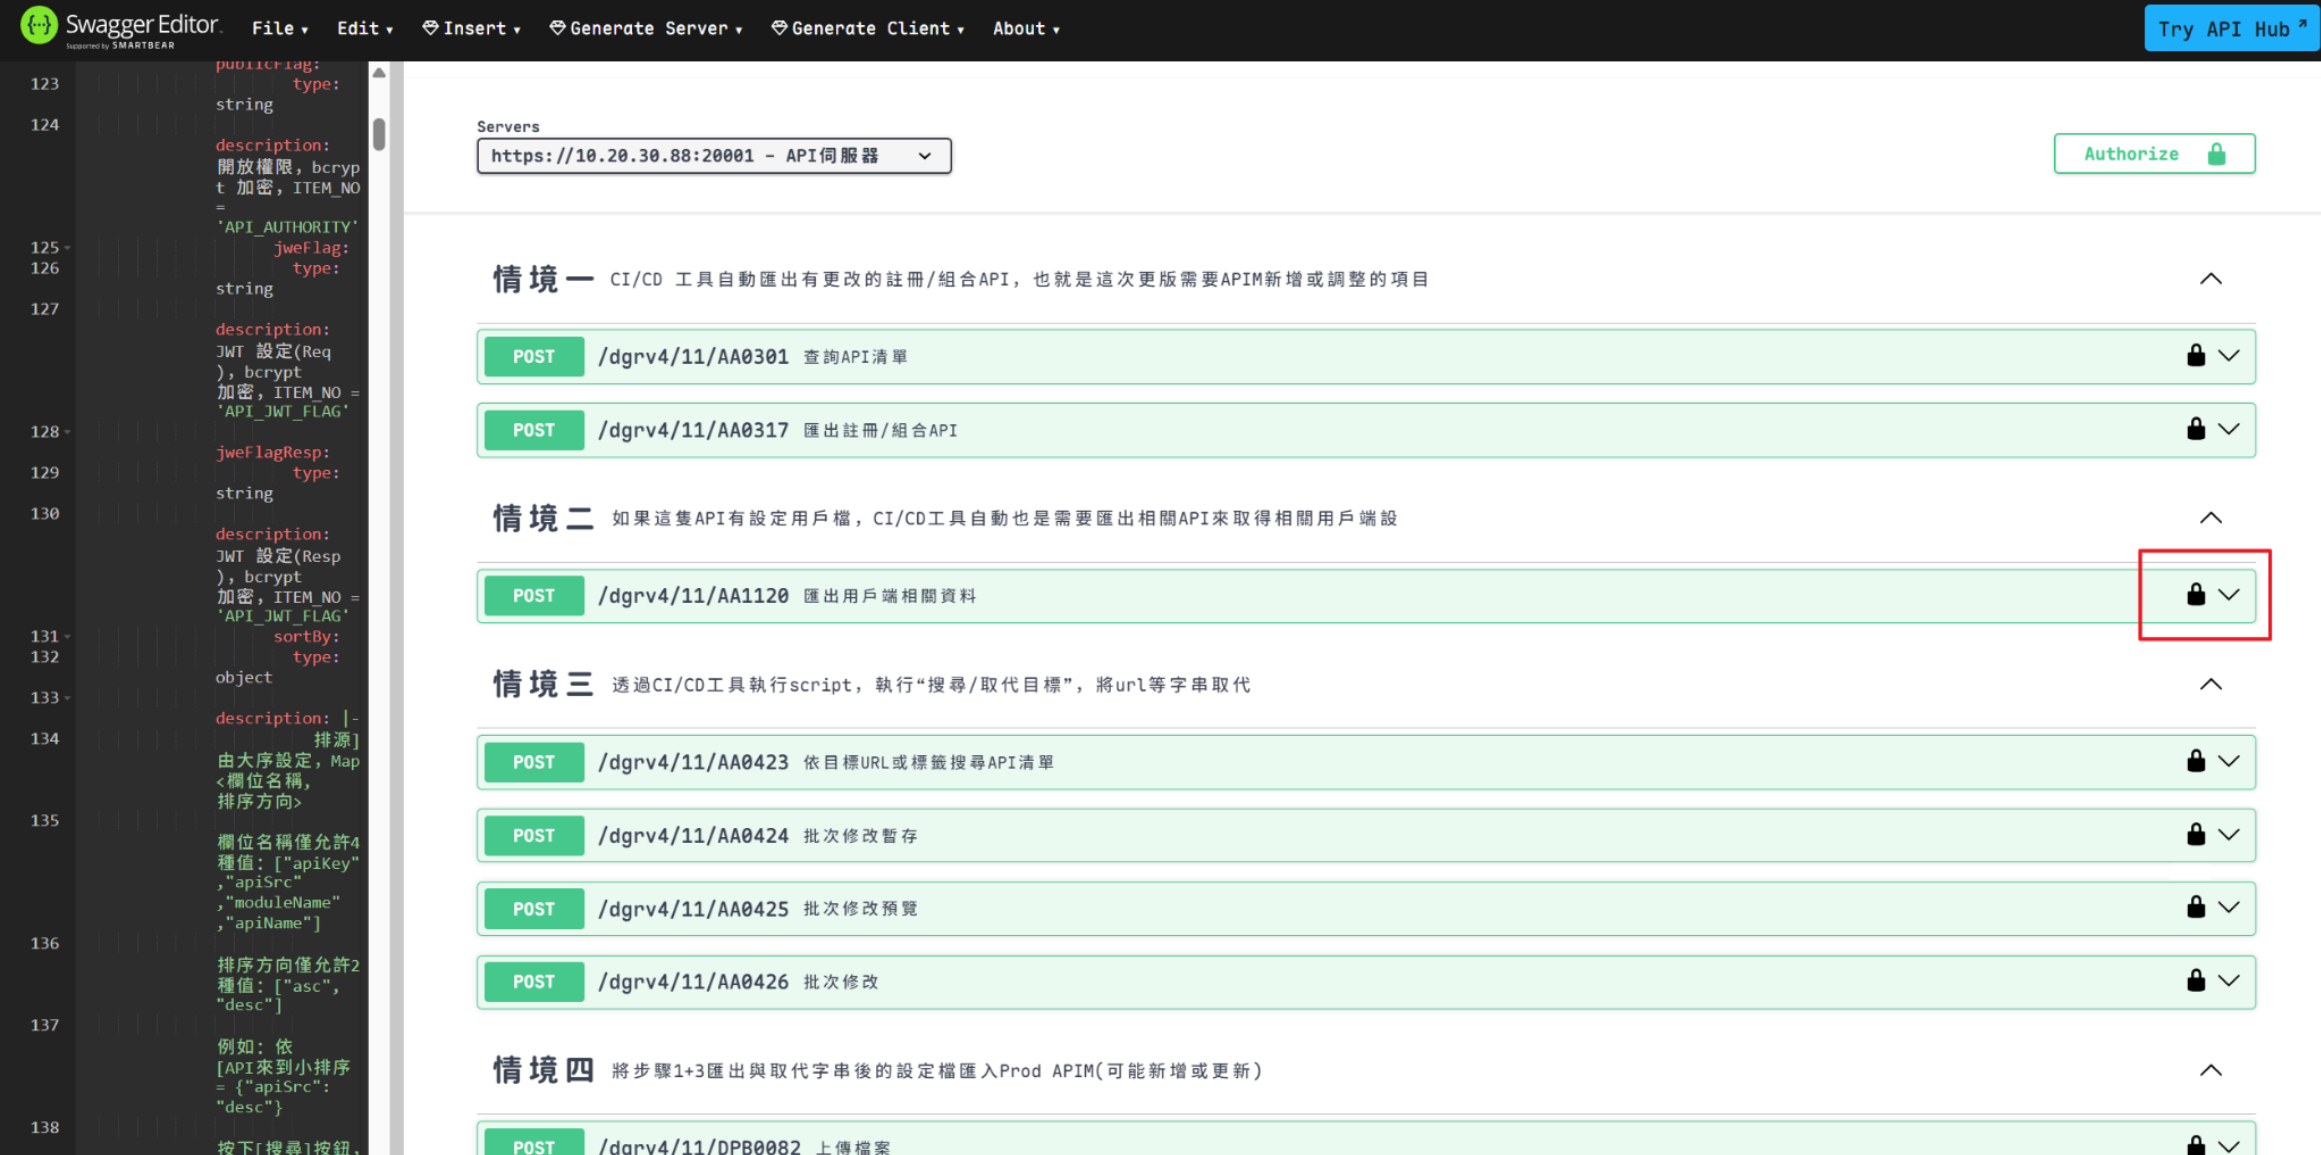 Swagger Editor
Supported by SMARTBEAR
File ▾
Edit ▾
Insert ▾
Generate Server ▾
Generate Client ▾
About ▾
Try API Hub
publicFlag:
123 type:
string
124
description:
開放權限, bcryp
t 加密, ITEM_NO
=
'API_AUTHORITY'
125 jweFlag:
126 type:
string
127
description:
JWT 設定(Req
), bcrypt
加密, ITEM_NO =
'API_JWT_FLAG'
128
jweFlagResp:
129 type:
string
130
description:
JWT 設定(Resp
), bcrypt
加密, ITEM_NO =
'API_JWT_FLAG'
131 sortBy:
132 type:
object
133
description: |-
134 排源]
由大序設定, Map
<欄位名稱,
排序方向>
135
欄位名稱僅允許4
種值: ["apiKey"
,"apiSrc"
,"moduleName"
,"apiName"]
136
排序方向僅允許2
種值: ["asc",
"desc"]
137
例如: 依
[API來到小排序
= {"apiSrc":
"desc"}
138
按下[搜尋]按鈕,
Servers
https://10.20.30.88:20001 - API伺服器
Authorize
情境一 CI/CD 工具自動匯出有更改的註冊/組合API, 也就是這次更版需要APIM新增或調整的項目
POST /dgrv4/11/AA0301 查詢API清單
POST /dgrv4/11/AA0317 匯出註冊/組合API
情境二 如果這隻API有設定用戶檔, CI/CD工具自動也是需要匯出相關API來取得相關用戶端設
POST /dgrv4/11/AA1120 匯出用戶端相關資料
情境三 透過CI/CD工具執行script, 執行“搜尋/取代目標”, 將url等字串取代
POST /dgrv4/11/AA0423 依目標URL或標籤搜尋API清單
POST /dgrv4/11/AA0424 批次修改暫存
POST /dgrv4/11/AA0425 批次修改預覽
POST /dgrv4/11/AA0426 批次修改
情境四 將步驟1+3匯出與取代字串後的設定檔匯入Prod APIM(可能新增或更新)
POST /dgrv4/11/DPB0082 上傳檔案